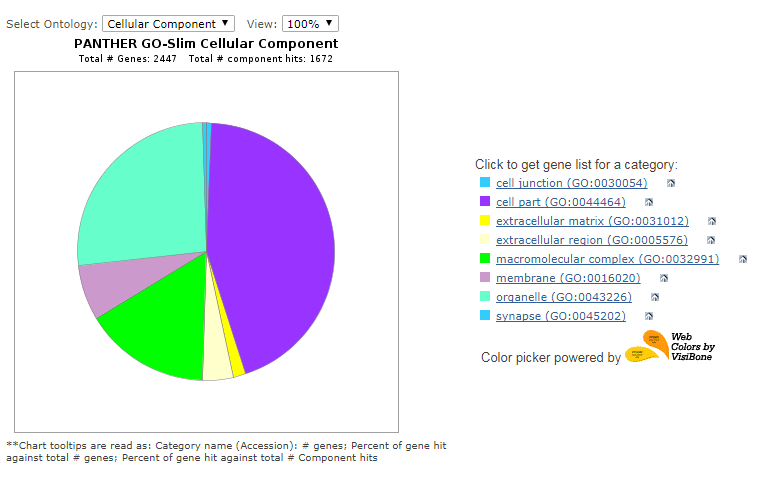 Select Ontology: Cellular Component View: 100%
PANTHER GO-Slim Cellular Component
Total # Genes: 2447 Total # component hits: 1672
Click to get gene list for a category:
cell junction (GO:0030054)
cell part (GO:0044464)
extracellular matrix (GO:0031012)
extracellular region (GO:0005576)
macromolecular complex (GO:0032991)
membrane (GO:0016020)
organelle (GO:0043226)
synapse (GO:0045202)
Color picker powered by
Web
Colors by
VisiBone
**Chart tooltips are read as: Category name (Accession): # genes; Percent of gene hit
against total # genes; Percent of gene hit against total # Component hits